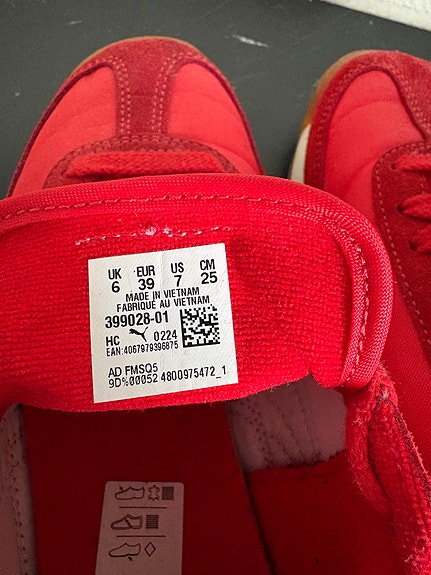 UK EUR US CM
6 39 7 25
MADE IN VIETNAM
FABRIQUÉ AU VIETNAM
399028-01
HC 0224
EAN:4067979396875
AD FMSQ5
9D%00052 4800975472_1